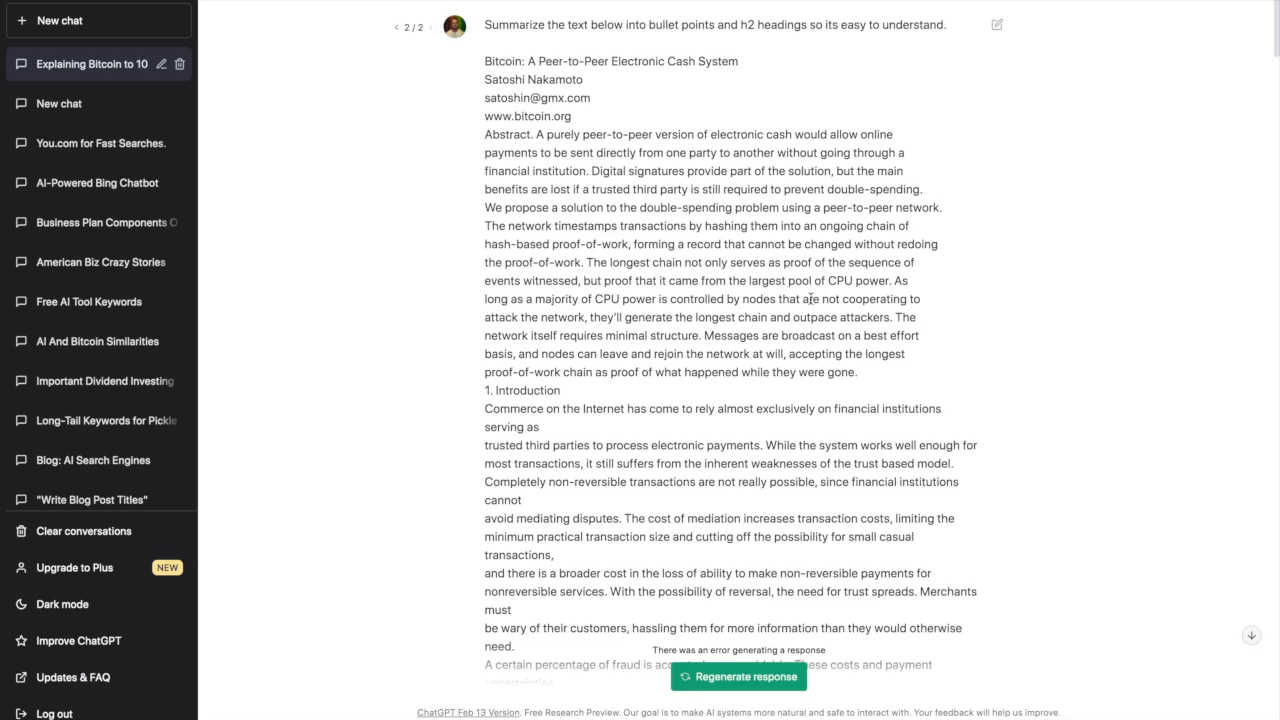 New chat
Explaining Bitcoin to 10
New chat
You.com for Fast Searches.
AI-Powered Bing Chatbot
Business Plan Components O
American Biz Crazy Stories
Free AI Tool Keywords
AI And Bitcoin Similarities
Important Dividend Investing
Long-Tail Keywords for Pickle
Blog: AI Search Engines
"Write Blog Post Titles"
Clear conversations
Upgrade to Plus NEW
Dark mode
Improve ChatGPT
Updates & FAQ
Log out
2 / 2
Summarize the text below into bullet points and h2 headings so its easy to understand.
Bitcoin: A Peer-to-Peer Electronic Cash System
Satoshi Nakamoto
satoshin@gmx.com
www.bitcoin.org
Abstract. A purely peer-to-peer version of electronic cash would allow online
payments to be sent directly from one party to another without going through a
financial institution. Digital signatures provide part of the solution, but the main
benefits are lost if a trusted third party is still required to prevent double-spending.
We propose a solution to the double-spending problem using a peer-to-peer network.
The network timestamps transactions by hashing them into an ongoing chain of
hash-based proof-of-work, forming a record that cannot be changed without redoing
the proof-of-work. The longest chain not only serves as proof of the sequence of
events witnessed, but proof that it came from the largest pool of CPU power. As
long as a majority of CPU power is controlled by nodes that are not cooperating to
attack the network, they'll generate the longest chain and outpace attackers. The
network itself requires minimal structure. Messages are broadcast on a best effort
basis, and nodes can leave and rejoin the network at will, accepting the longest
proof-of-work chain as proof of what happened while they were gone.
1. Introduction
Commerce on the Internet has come to rely almost exclusively on financial institutions
serving as
trusted third parties to process electronic payments. While the system works well enough for
most transactions, it still suffers from the inherent weaknesses of the trust based model.
Completely non-reversible transactions are not really possible, since financial institutions
cannot
avoid mediating disputes. The cost of mediation increases transaction costs, limiting the
minimum practical transaction size and cutting off the possibility for small casual
transactions,
and there is a broader cost in the loss of ability to make non-reversible payments for
nonreversible services. With the possibility of reversal, the need for trust spreads. Merchants
must
be wary of their customers, hassling them for more information than they would otherwise
need.
A certain percentage of fraud is These costs and payment
uncertainties
There was an error generating a response
Regenerate response
ChatGPT Feb 13 Version. Free Research Preview. Our goal is to make AI systems more natural and safe to interact with. Your feedback will help us improve.